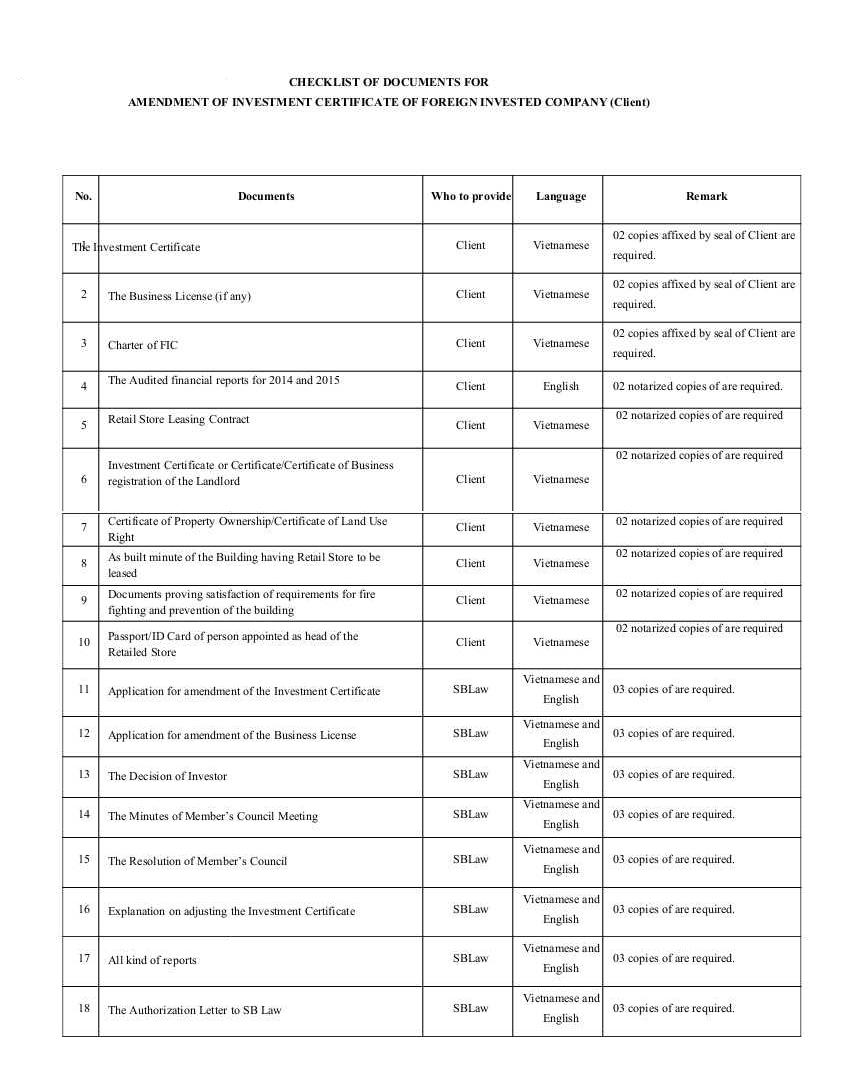 CHECKLIST OF DOCUMENTS FOR
AMENDMENT OF INVESTMENT CERTIFICATE OF FOREIGN INVESTED COMPANY (Client)
No. Documents Who to provide Language Remark
1 The Investment Certificate Client Vietnamese 02 copies affixed by seal of Client are
required.
2 The Business License (if any) Client Vietnamese 02 copies affixed by seal of Client are
required.
3 Charter of FIC Client Vietnamese 02 copies affixed by seal of Client are
required.
4 The Audited financial reports for 2014 and 2015 Client English 02 notarized copies of are required.
5 Retail Store Leasing Contract Client Vietnamese 02 notarized copies of are required
6 Investment Certificate or Certificate/Certificate of Business
registration of the Landlord Client Vietnamese 02 notarized copies of are required
7 Certificate of Property Ownership/Certificate of Land Use
Right Client Vietnamese 02 notarized copies of are required
8 As built minute of the Building having Retail Store to be
leased Client Vietnamese 02 notarized copies of are required
9 Documents proving satisfaction of requirements for fire
fighting and prevention of the building Client Vietnamese 02 notarized copies of are required
10 Passport/ID Card of person appointed as head of the
Retailed Store Client Vietnamese 02 notarized copies of are required
11 Application for amendment of the Investment Certificate SBLaw Vietnamese and
English 03 copies of are required.
12 Application for amendment of the Business License SBLaw Vietnamese and
English 03 copies of are required.
13 The Decision of Investor SBLaw Vietnamese and
English 03 copies of are required.
14 The Minutes of Member's Council Meeting SBLaw Vietnamese and
English 03 copies of are required.
15 The Resolution of Member's Council SBLaw Vietnamese and
English 03 copies of are required.
16 Explanation on adjusting the Investment Certificate SBLaw Vietnamese and
English 03 copies of are required.
17 All kind of reports SBLaw Vietnamese and
English 03 copies of are required.
18 The Authorization Letter to SB Law SBLaw Vietnamese and
English 03 copies of are required.